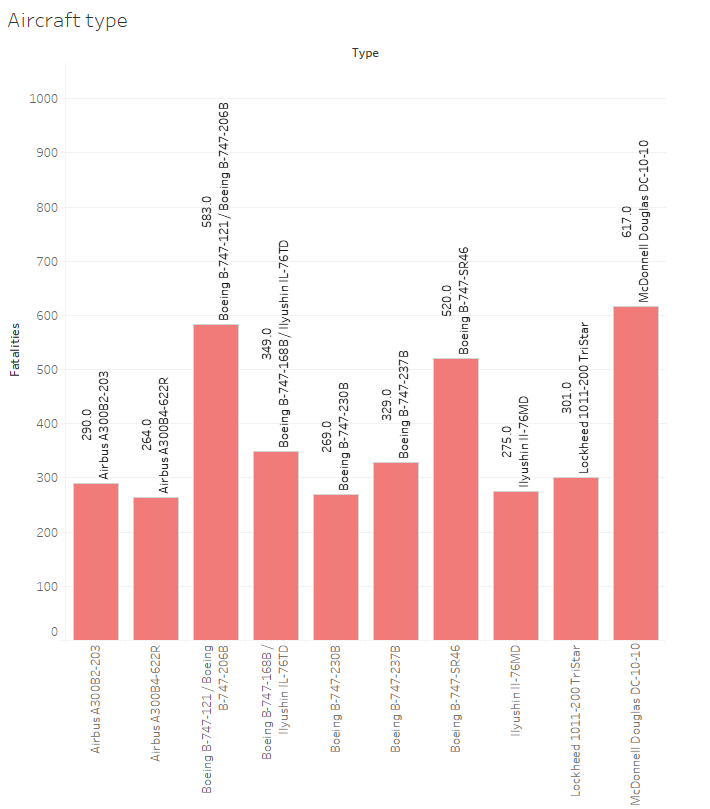 Aircraft type
Type
Fatalities
1000
900
800
700
600
500
400
300
200
100
0
290.0
Airbus A300B2-203
264.0
Airbus A300B4-622R
583.0
Boeing B-747-121 / Boeing B-747-206B
349.0
Boeing B-747-168B / Ilyushin IL-76TD
269.0
Boeing B-747-230B
329.0
Boeing B-747-237B
520.0
Boeing B-747-SR46
275.0
Ilyushin Il-76MD
301.0
Lockheed 1011-200 TriStar
617.0
McDonnell Douglas DC-10-10
Airbus A300B2-203
Airbus A300B4-622R
Boeing B-747-121 / Boeing
B-747-206B
Boeing B-747-168B /
Ilyushin IL-76TD
Boeing B-747-230B
Boeing B-747-237B
Boeing B-747-SR46
Ilyushin Il-76MD
Lockheed 1011-200 TriStar
McDonnell Douglas DC-10-10